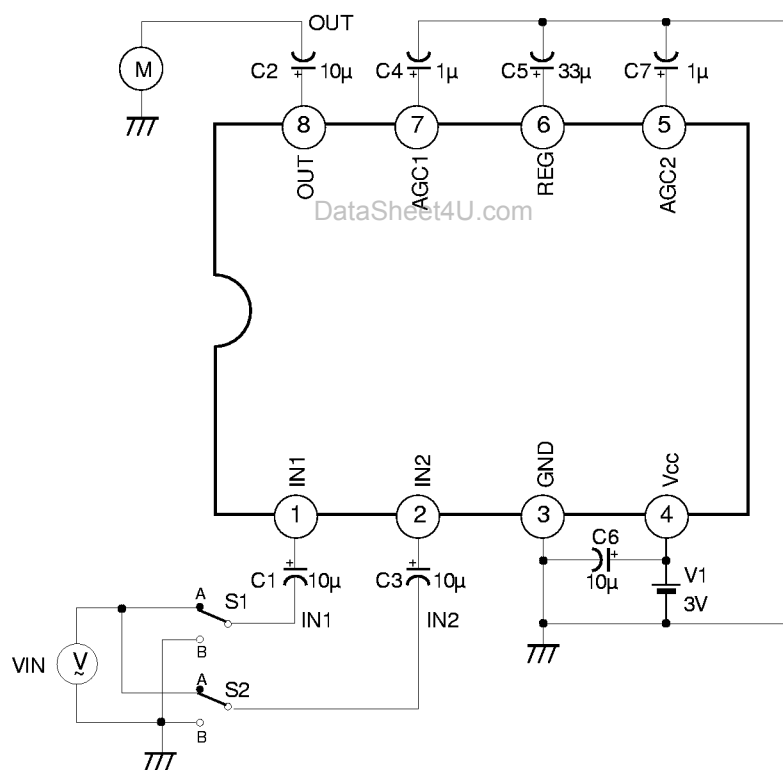 OUT
M
C2 10µ
C4 1µ
C5 33µ
C7 1µ
+ + + +
8 7 6 5
OUT
AGC1
REG
AGC2
DataSheet4U.com
IN1
IN2
GND
Vcc
1 2 3 4
+ +
C1 10µ
C3 10µ
C6
+
10µ
V1
3V
A
S1
IN1
IN2
B
VIN
V
~
A
S2
B